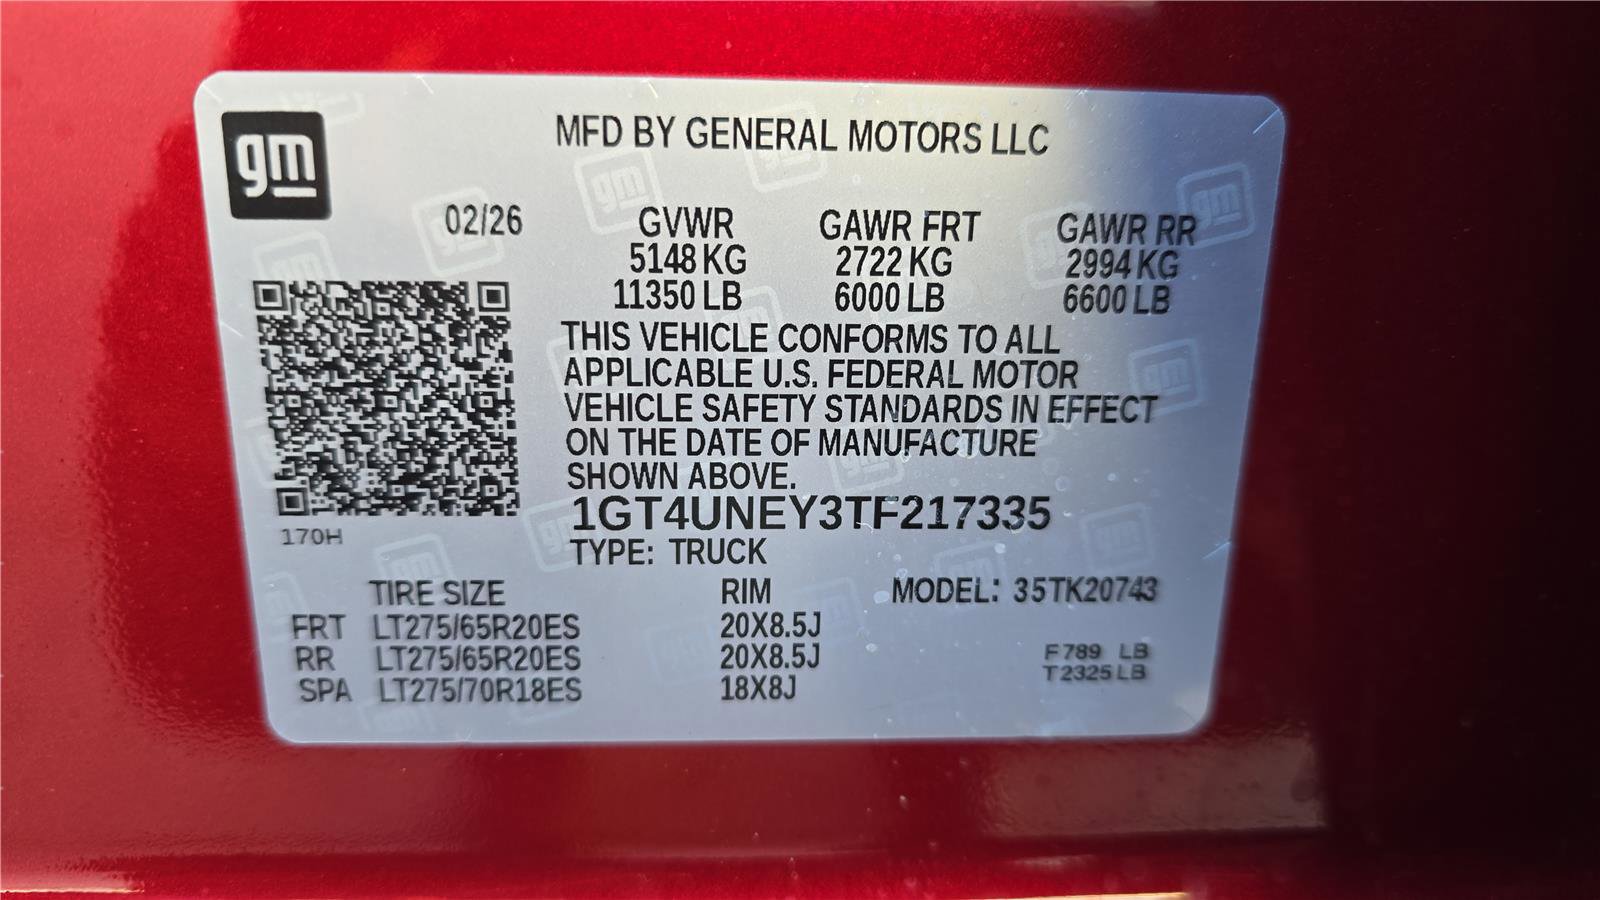 gm
MFD BY GENERAL MOTORS LLC
02/26 GVWR GAWR FRT GAWR RR
5148 KG 2722 KG 2994 KG
11350 LB 6000 LB 6600 LB
THIS VEHICLE CONFORMS TO ALL
APPLICABLE U.S. FEDERAL MOTOR
VEHICLE SAFETY STANDARDS IN EFFECT
ON THE DATE OF MANUFACTURE
SHOWN ABOVE.
170H
1GT4UNEY3TF217335
TYPE: TRUCK
TIRE SIZE RIM MODEL: 35TK20743
FRT LT275/65R20ES 20X8.5J
RR LT275/65R20ES 20X8.5J F789 LB
SPA LT275/70R18ES 18X8J T2325 LB